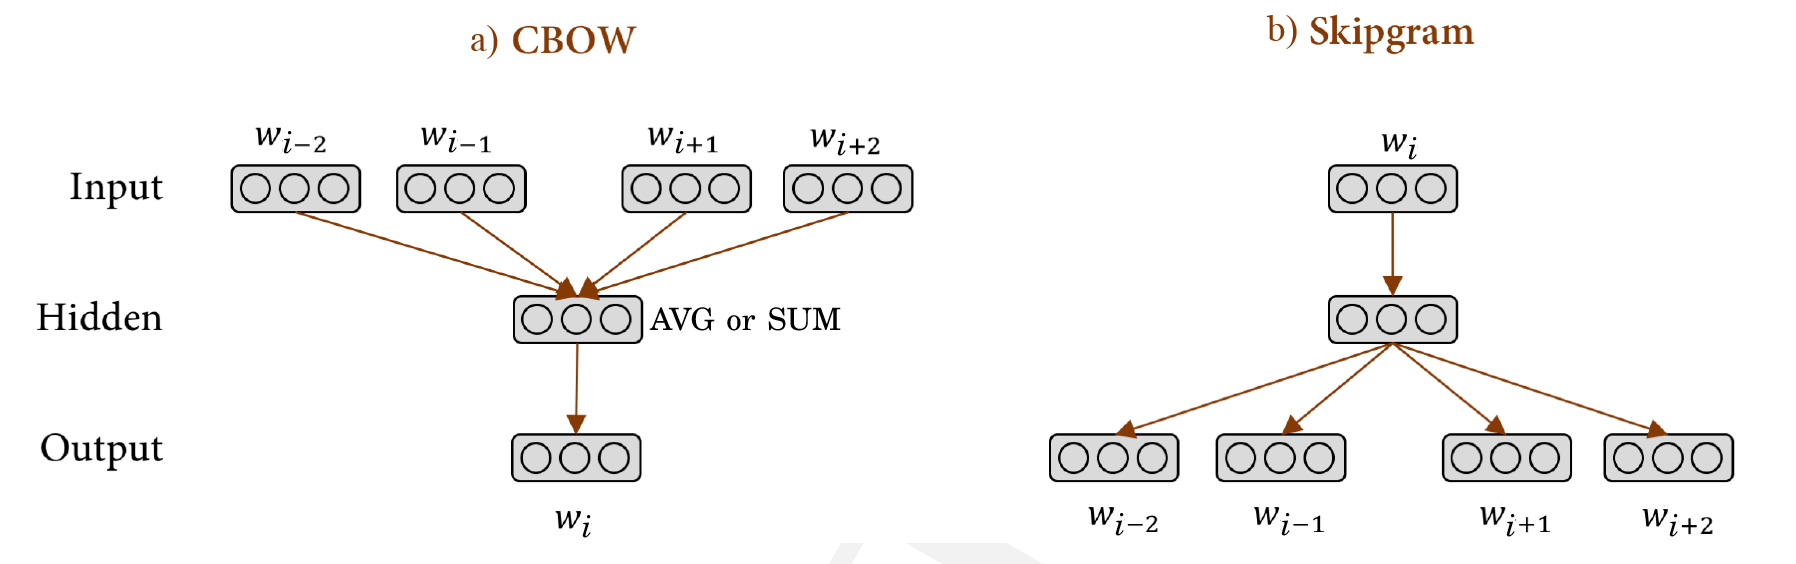 a) CBOW
b) Skipgram
w_{i−2} w_{i−1} w_{i+1} w_{i+2}
w_i
Input
Hidden
AVG or SUM
Output
w_i
w_{i−2} w_{i−1} w_{i+1} w_{i+2}